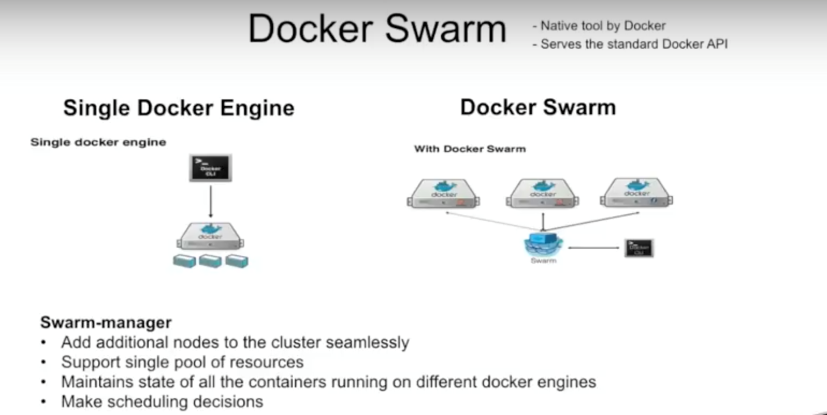 Docker Swarm
- Native tool by Docker
- Serves the standard Docker API
Single Docker Engine
Single docker engine
Docker
CLI
docker
Docker Swarm
With Docker Swarm
docker
docker
docker
Swarm
Docker
CLI
Swarm-manager
• Add additional nodes to the cluster seamlessly
• Support single pool of resources
• Maintains state of all the containers running on different docker engines
• Make scheduling decisions